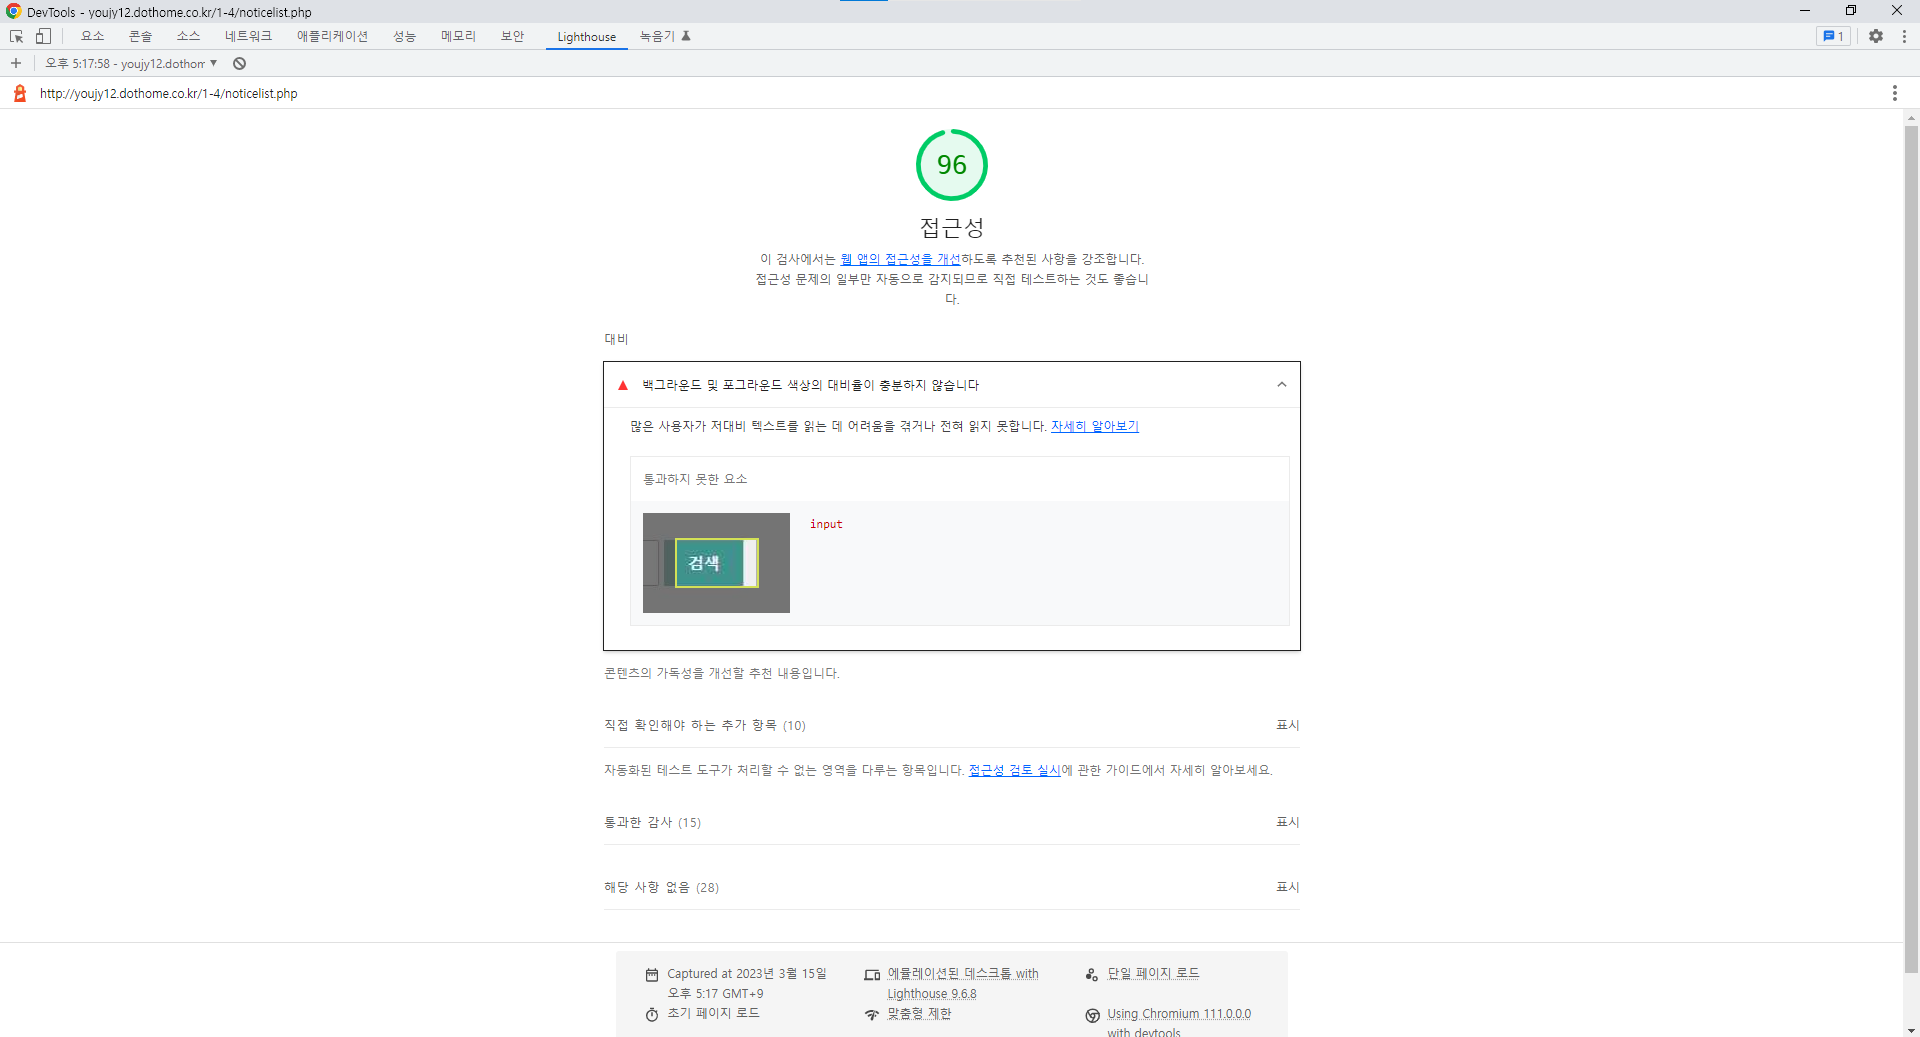 DevTools - youjy12.dothome.co.kr/1-4/noticelist.php
요소 콘솔 소스 네트워크 애플리케이션 성능 메모리 보안 Lighthouse 녹음기 1
오후 5:17:58 - youjy12.dothom
http://youjy12.dothome.co.kr/1-4/noticelist.php
96
접근성
이 검사에서는 웹 앱의 접근성을 개선하도록 추천된 사항을 강조합니다.
접근성 문제의 일부만 자동으로 감지되므로 직접 테스트하는 것도 좋습니
다.
대비
백그라운드 및 포그라운드 색상의 대비율이 충분하지 않습니다
많은 사용자가 저대비 텍스트를 읽는 데 어려움을 겪거나 전혀 읽지 못합니다. 자세히 알아보기
통과하지 못한 요소
input
검색
콘텐츠의 가독성을 개선할 추천 내용입니다.
직접 확인해야 하는 추가 항목 (10) 표시
자동화된 테스트 도구가 처리할 수 없는 영역을 다루는 항목입니다. 접근성 검토 실시에 관한 가이드에서 자세히 알아보세요.
통과한 감사 (15) 표시
해당 사항 없음 (28) 표시
Captured at 2023년 3월 15일
오후 5:17 GMT+9
에뮬레이션된 데스크톱 with
Lighthouse 9.6.8
단일 페이지 로드
초기 페이지 로드
맞춤형 제한
Using Chromium 111.0.0.0
with devtools